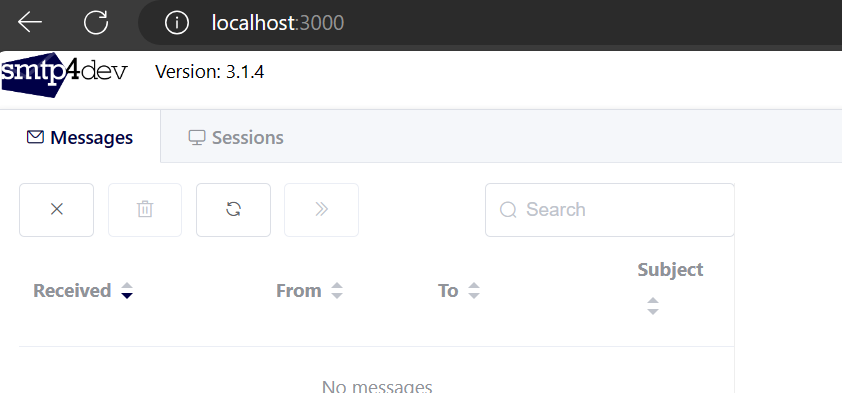 localhost:3000
smtp4dev Version: 3.1.4
Messages Sessions
Search
Received From To Subject
No messages